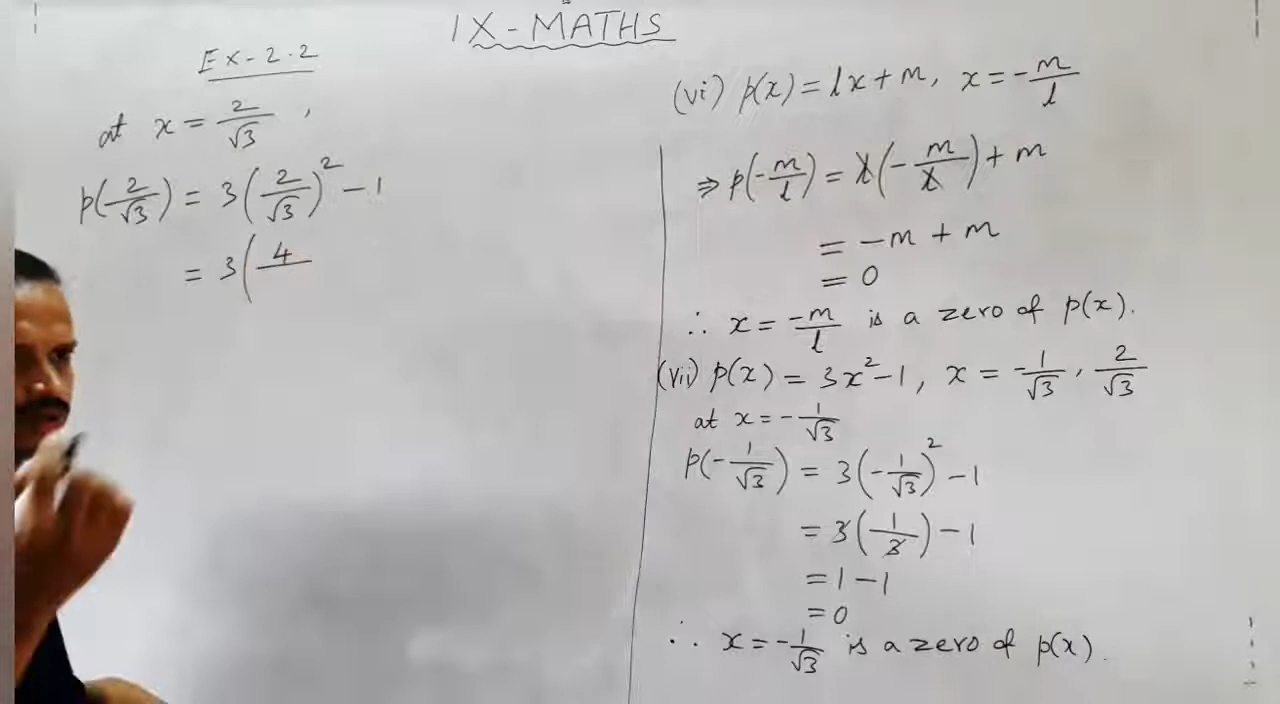 IX - MATHS
Ex - 2.2
at x = 2/√3 ,
p(2/√3) = 3(2/√3)² - 1
= 3(4/
(vi) p(x) = lx + m, x = -m/l
⇒ p(-m/l) = l(-m/l) + m
= -m + m
= 0
∴ x = -m/l is a zero of p(x).
(vii) p(x) = 3x² - 1, x = -1/√3, 2/√3
at x = -1/√3
p(-1/√3) = 3(-1/√3)² - 1
= 3(1/3) - 1
= 1 - 1
= 0
∴ x = -1/√3 is a zero of p(x).